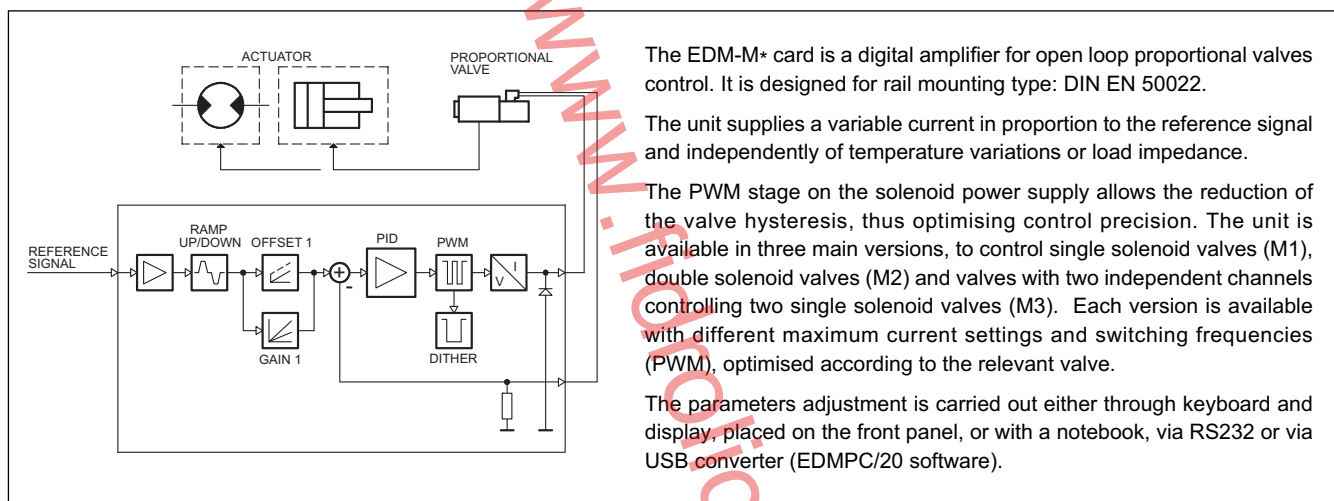 ACTUATOR
PROPORTIONAL
VALVE
REFERENCE
SIGNAL
RAMP
UP/DOWN
OFFSET 1
PID
PWM
I
V
+
-
GAIN 1
DITHER
The EDM-M* card is a digital amplifier for open loop proportional valves
control. It is designed for rail mounting type: DIN EN 50022.
The unit supplies a variable current in proportion to the reference signal
and independently of temperature variations or load impedance.
The PWM stage on the solenoid power supply allows the reduction of
the valve hysteresis, thus optimising control precision. The unit is
available in three main versions, to control single solenoid valves (M1),
double solenoid valves (M2) and valves with two independent channels
controlling two single solenoid valves (M3). Each version is available
with different maximum current settings and switching frequencies
(PWM), optimised according to the relevant valve.
The parameters adjustment is carried out either through keyboard and
display, placed on the front panel, or with a notebook, via RS232 or via
USB converter (EDMPC/20 software).
www.fidrolic